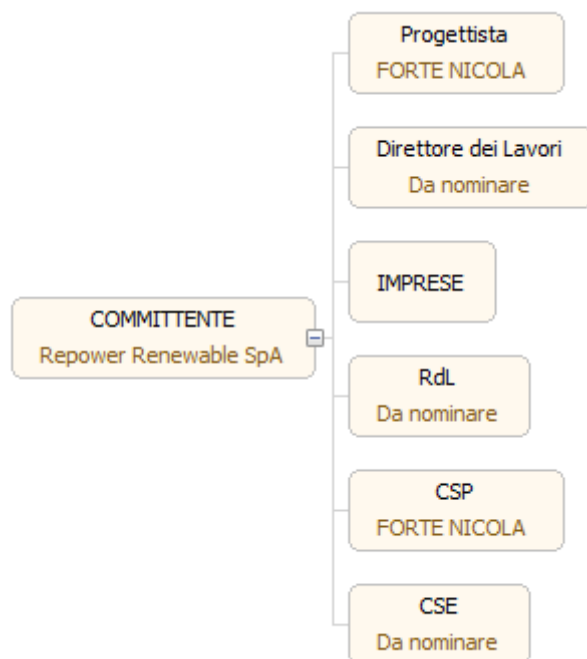 Progettista
FORTE NICOLA
Direttore dei Lavori
Da nominare
IMPRESE
COMMITTENTE
Repower Renewable SpA
RdL
Da nominare
CSP
FORTE NICOLA
CSE
Da nominare